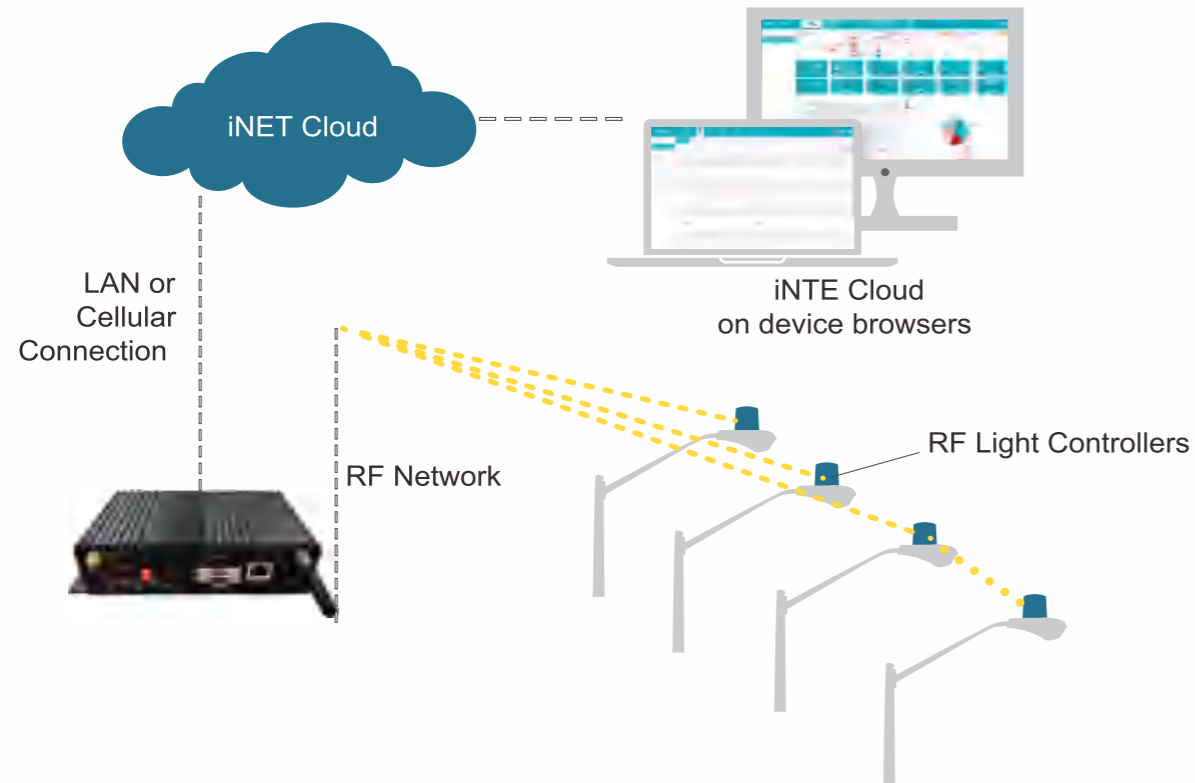 iNET Cloud
LAN or
Cellular
Connection
iNTE Cloud
on device browsers
RF Network
RF Light Controllers